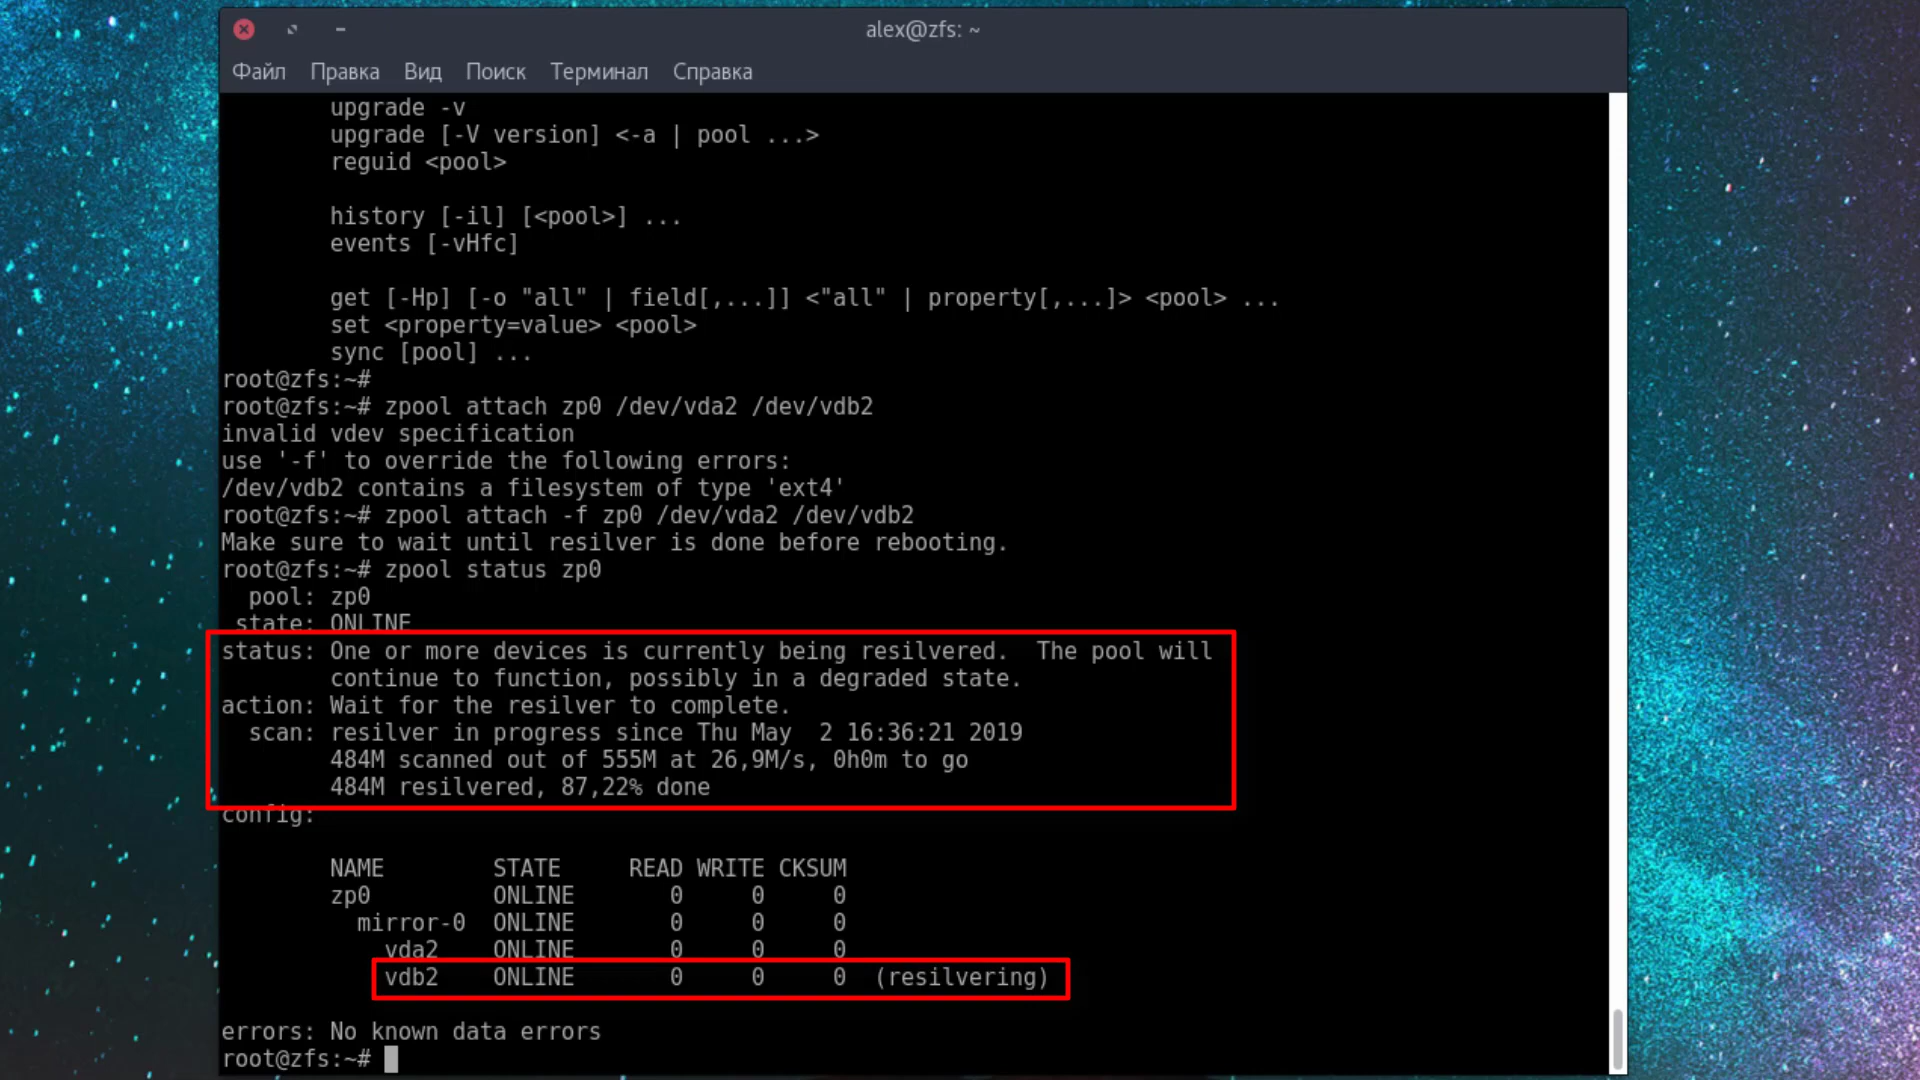 alex@zfs: ~
Файл Правка Вид Поиск Терминал Справка
upgrade -v
upgrade [-V version] <-a | pool ...>
reguid <pool>
history [-il] [<pool>] ...
events [-vHfc]
get [-Hp] [-o "all" | field[,...]] <"all" | property[,...]> <pool> ...
set <property=value> <pool>
sync [pool] ...
root@zfs:~#
root@zfs:~# zpool attach zp0 /dev/vda2 /dev/vdb2
invalid vdev specification
use '-f' to override the following errors:
/dev/vdb2 contains a filesystem of type 'ext4'
root@zfs:~# zpool attach -f zp0 /dev/vda2 /dev/vdb2
Make sure to wait until resilver is done before rebooting.
root@zfs:~# zpool status zp0
pool: zp0
state: ONLINE
status: One or more devices is currently being resilvered.  The pool will
continue to function, possibly in a degraded state.
action: Wait for the resilver to complete.
scan: resilver in progress since Thu May  2 16:36:21 2019
484M scanned out of 555M at 26,9M/s, 0h0m to go
484M resilvered, 87,22% done
config:
NAME        STATE     READ WRITE CKSUM
zp0         ONLINE       0     0     0
mirror-0  ONLINE       0     0     0
vda2    ONLINE       0     0     0
vdb2    ONLINE       0     0     0  (resilvering)
errors: No known data errors
root@zfs:~#